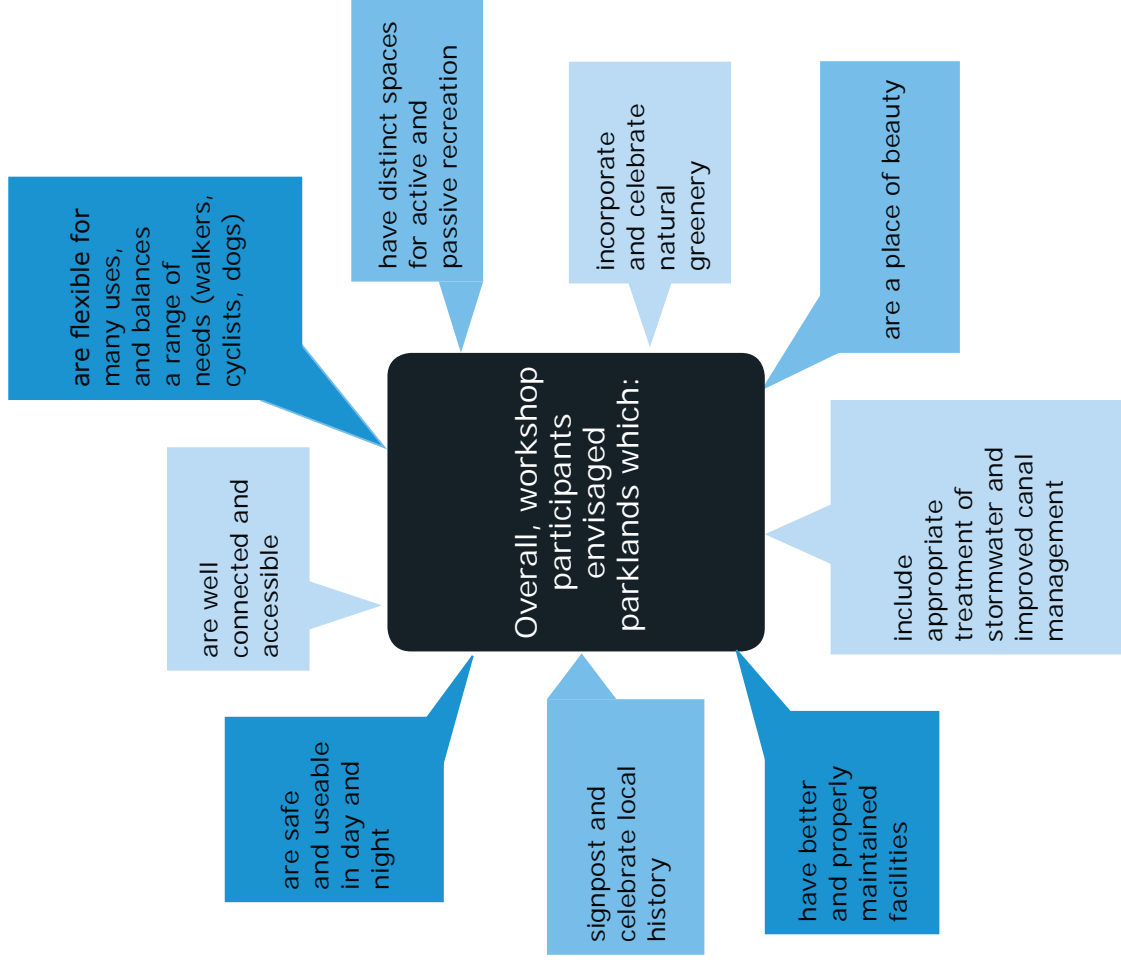 Overall, workshop
participants
envisaged
parklands which:
are safe
and useable
in day and
night
are well
connected and
accessible
are flexible for
many uses,
and balances
a range of
needs (walkers,
cyclists, dogs)
have distinct spaces
for active and
passive recreation
incorporate
and celebrate
natural
greenery
are a place of beauty
include
appropriate
treatment of
stormwater and
improved canal
management
have better
and properly
maintained
facilities
signpost and
celebrate local
history